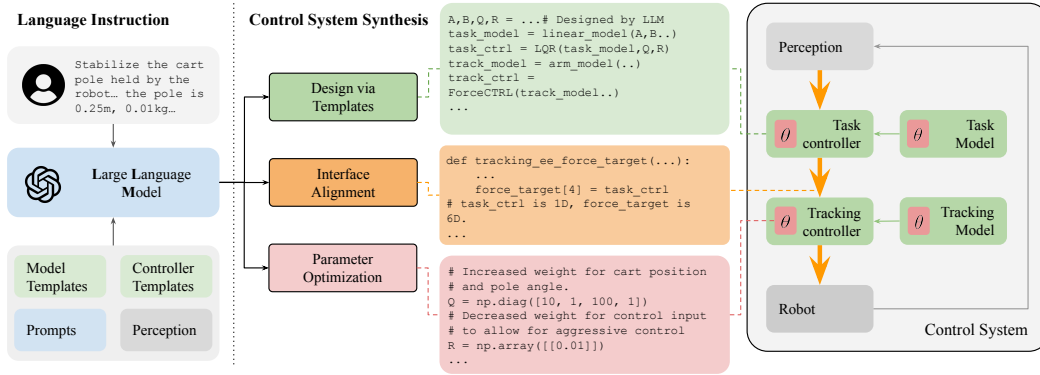 Language Instruction
Stabilize the cart
pole held by the
robot… the pole is
0.25m, 0.01kg…
Large Language
Model
Model
Templates
Controller
Templates
Prompts
Perception
Control System Synthesis
Design via
Templates
Interface
Alignment
Parameter
Optimization
A,B,Q,R = ...# Designed by LLM
task_model = linear_model(A,B..)
task_ctrl = LQR(task_model,Q,R)
track_model = arm_model(..)
track_ctrl =
ForceCTRL(track_model..)
...
def tracking_ee_force_target(...):
...
force_target[4] = task_ctrl
# task_ctrl is 1D, force_target is
6D.
...
# Increased weight for cart position
# and pole angle.
Q = np.diag([10, 1, 100, 1])
# Decreased weight for control input
# to allow for aggressive control
R = np.array([[0.01]])
...
Perception
θ Task
controller
θ Task
Model
θ Tracking
controller
θ Tracking
Model
Robot
Control System